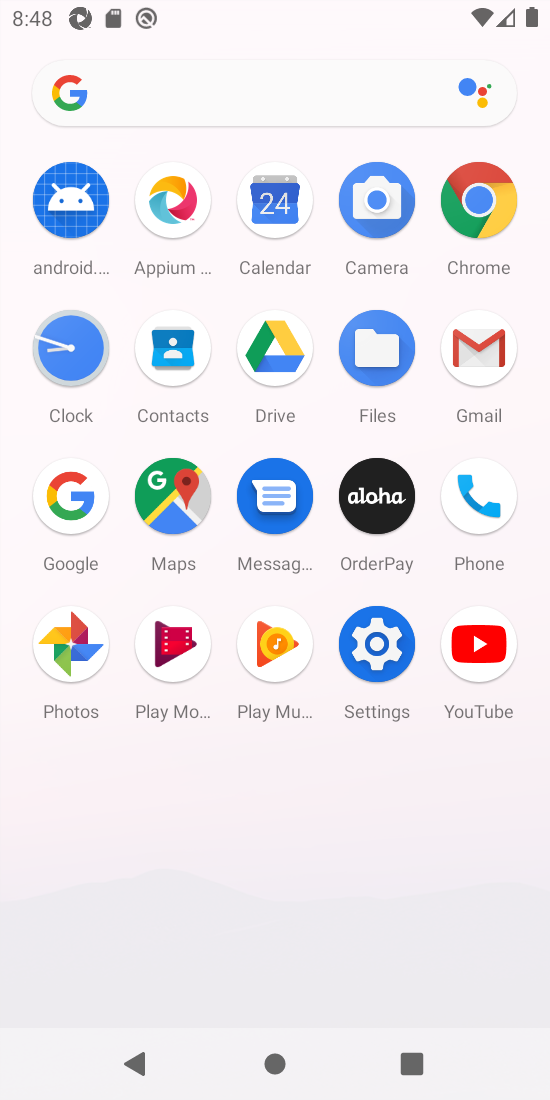 8:48
android.…
Appium …
Calendar
Camera
Chrome
Clock
Contacts
Drive
Files
Gmail
Google
Maps
Messag…
OrderPay
Phone
Photos
Play Mo…
Play Mu…
Settings
YouTube
24
aloha